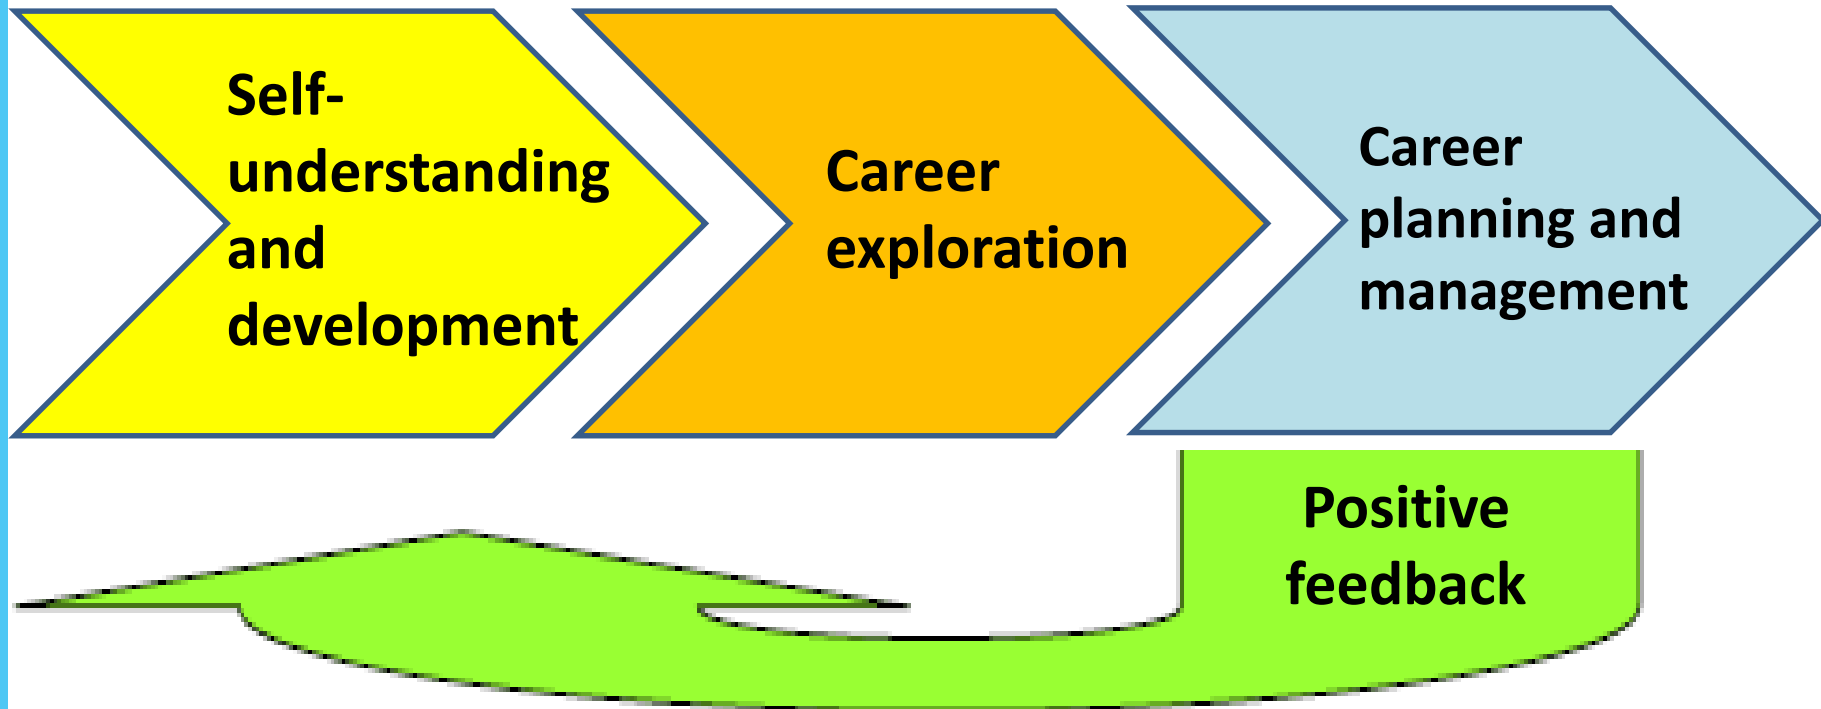 Self-
understanding
and
development
Career
exploration
Career
planning and
management
Positive
feedback